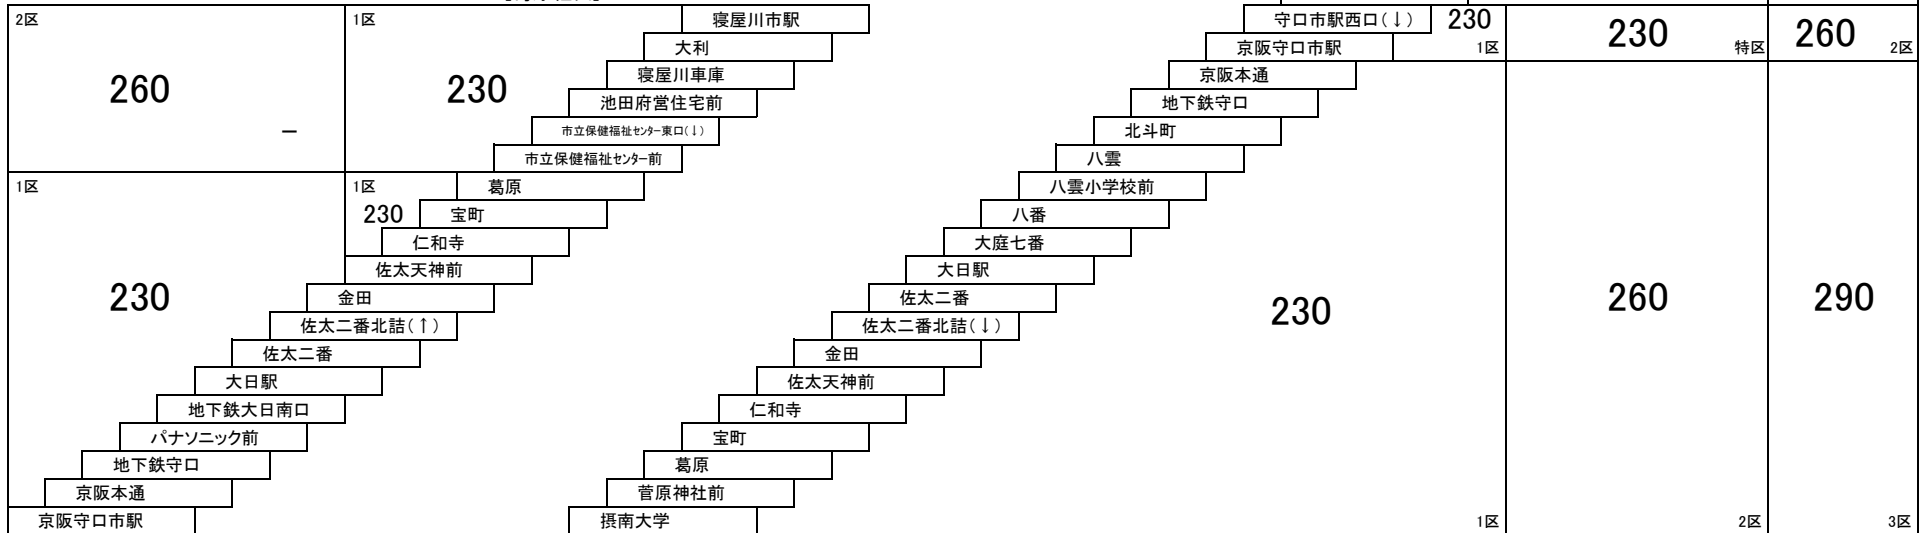 2区
1区
寝屋川市駅
大利
寝屋川車庫
池田府営住宅前
市立保健福祉センター東口(↓)
市立保健福祉センター前
260
230
－
1区
1区
葛原
230
宝町
仁和寺
佐太天神前
金田
230
佐太二番北詰(↑)
佐太二番
大日駅
地下鉄大日南口
パナソニック前
地下鉄守口
京阪本通
京阪守口市駅
守口市駅西口(↓)
230
京阪守口市駅
1区
230
特区
260
2区
京阪本通
地下鉄守口
北斗町
八雲
八雲小学校前
八番
大庭七番
大日駅
佐太二番
佐太二番北詰(↓)
金田
佐太天神前
仁和寺
宝町
葛原
菅原神社前
摂南大学
230
1区
260
2区
290
3区